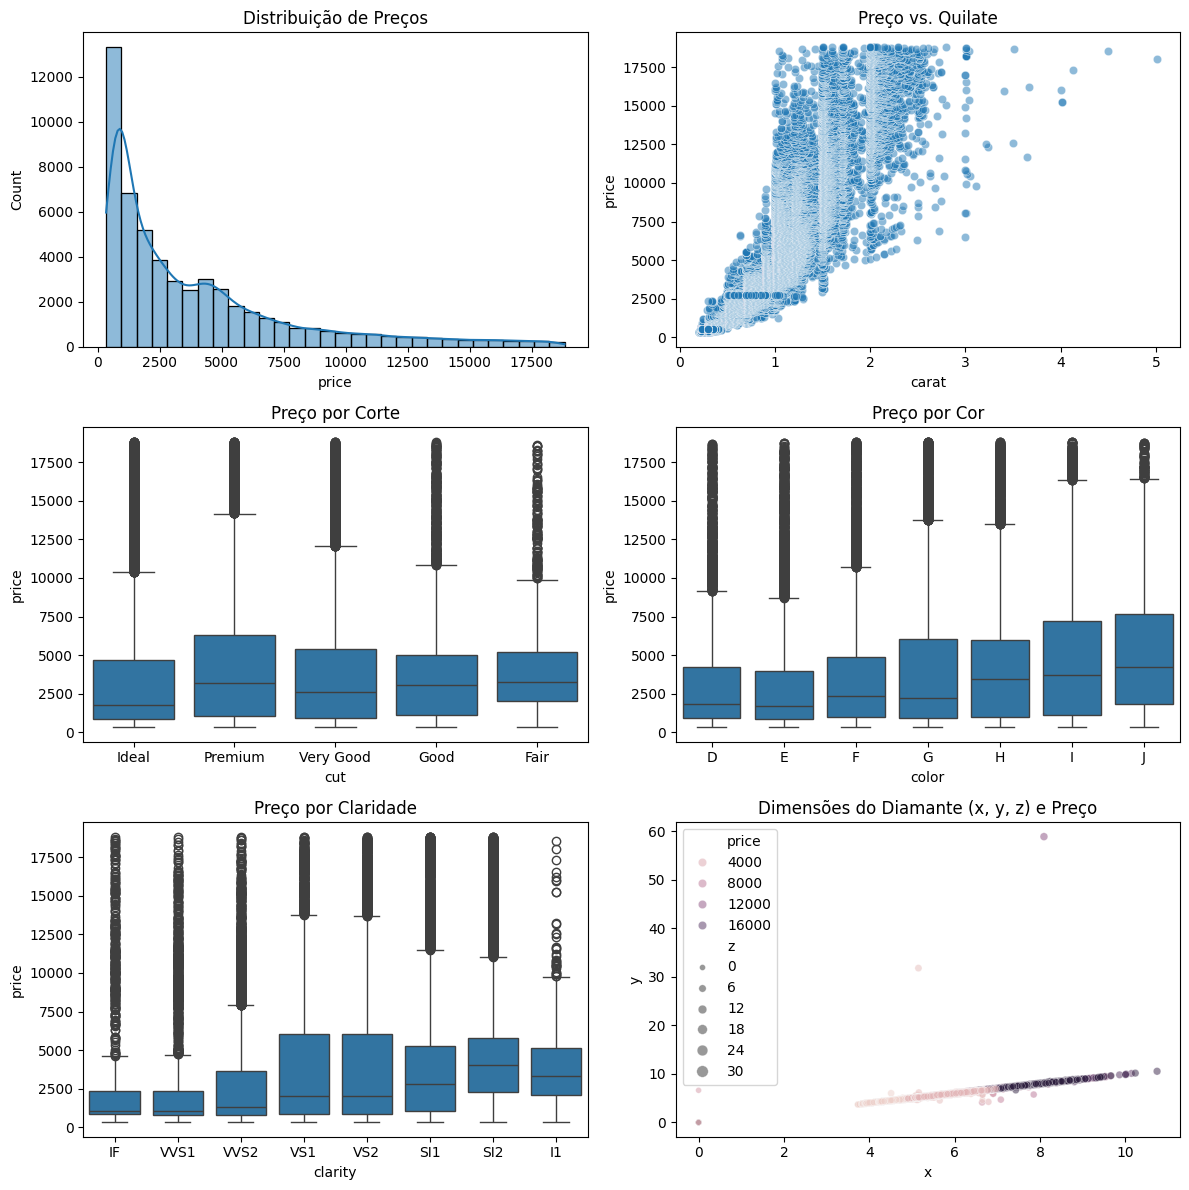 Distribuição de Preços
Count
12000
10000
8000
6000
4000
2000
0
0 2500 5000 7500 10000 12500 15000 17500
price
Preço vs. Quilate
price
17500
15000
12500
10000
7500
5000
2500
0
0 1 2 3 4 5
carat
Preço por Corte
price
17500
15000
12500
10000
7500
5000
2500
0
Ideal Premium Very Good Good Fair
cut
Preço por Cor
price
17500
15000
12500
10000
7500
5000
2500
0
D E F G H I J
color
Preço por Claridade
price
17500
15000
12500
10000
7500
5000
2500
0
IF VVS1 VVS2 VS1 VS2 SI1 SI2 I1
clarity
Dimensões do Diamante (x, y, z) e Preço
y
60
50
40
30
20
10
0
price
4000
8000
12000
16000
z
0
6
12
18
24
30
0 2 4 6 8 10
x